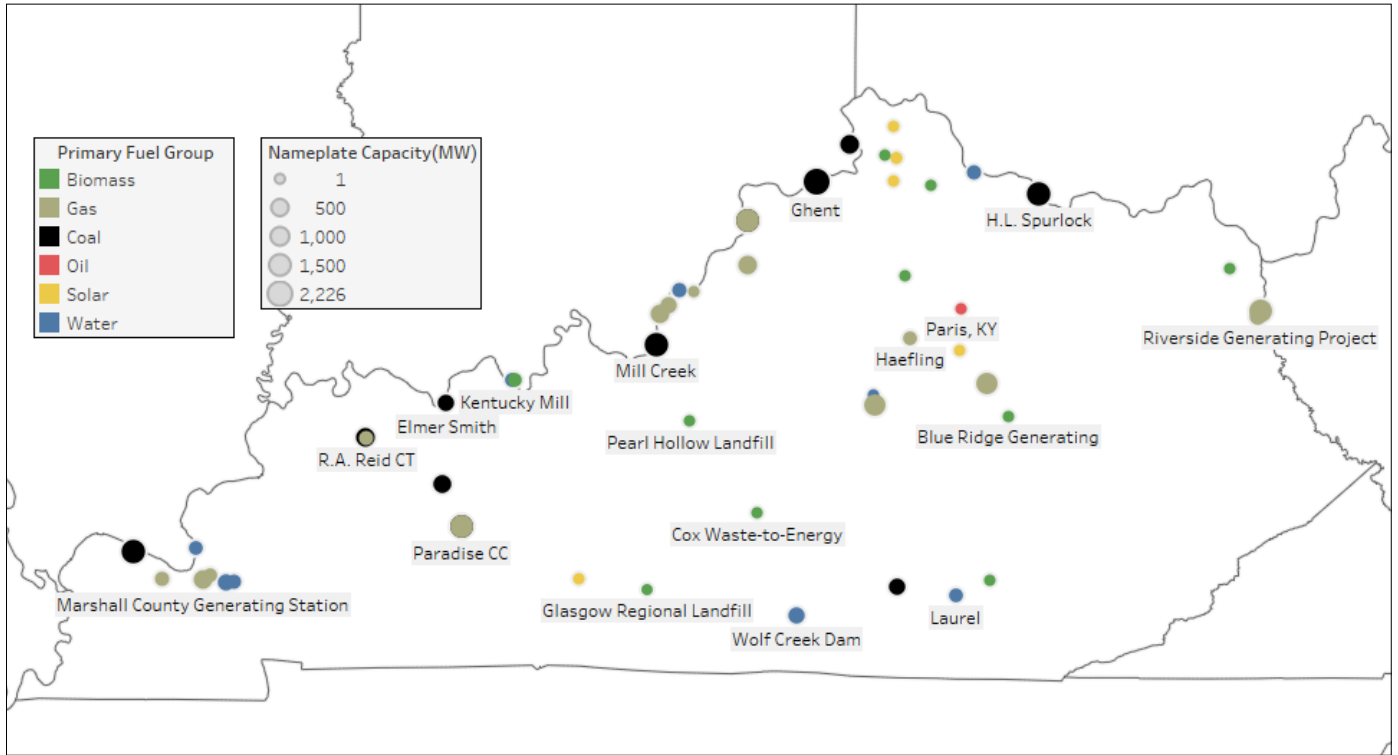 Primary Fuel Group
Biomass
Gas
Coal
Oil
Solar
Water
Nameplate Capacity(MW)
1
500
1,000
1,500
2,226
Ghent
H.L. Spurlock
Paris, KY
Riverside Generating Project
Haefling
Mill Creek
Kentucky Mill
Elmer Smith
Pearl Hollow Landfill
Blue Ridge Generating
R.A. Reid CT
Cox Waste-to-Energy
Paradise CC
Marshall County Generating Station
Glasgow Regional Landfill
Laurel
Wolf Creek Dam